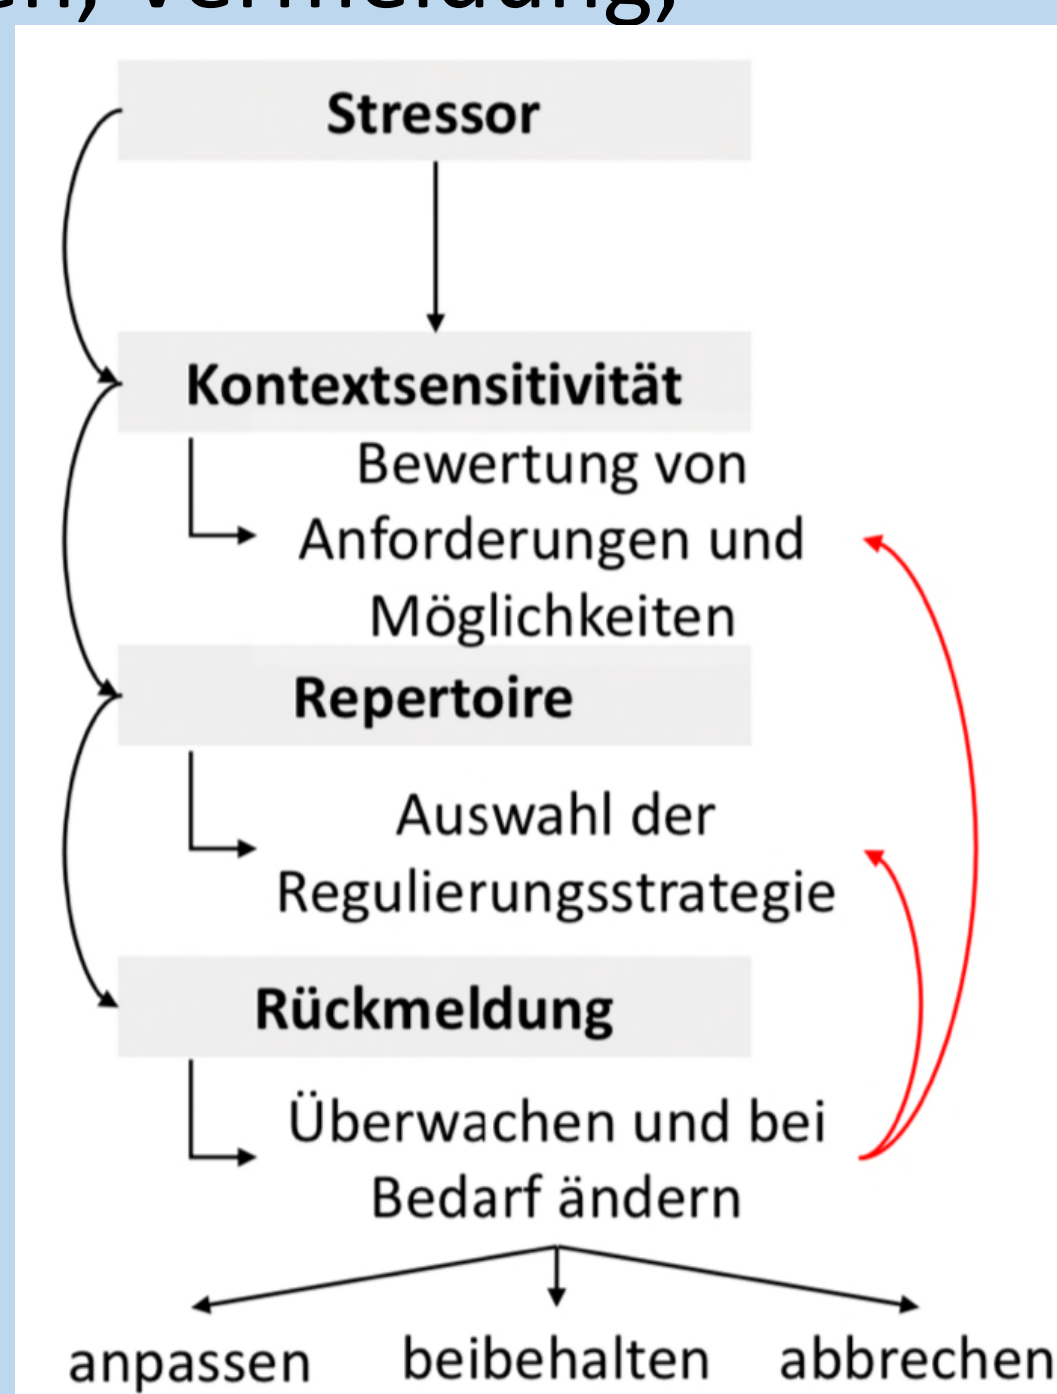 Vermeidung,
Stressor
Kontextsensitivität
Bewertung von
Anforderungen und
Möglichkeiten
Repertoire
Auswahl der
Regulierungsstrategie
Rückmeldung
Überwachen und bei
Bedarf ändern
anpassen beibehalten abbrechen